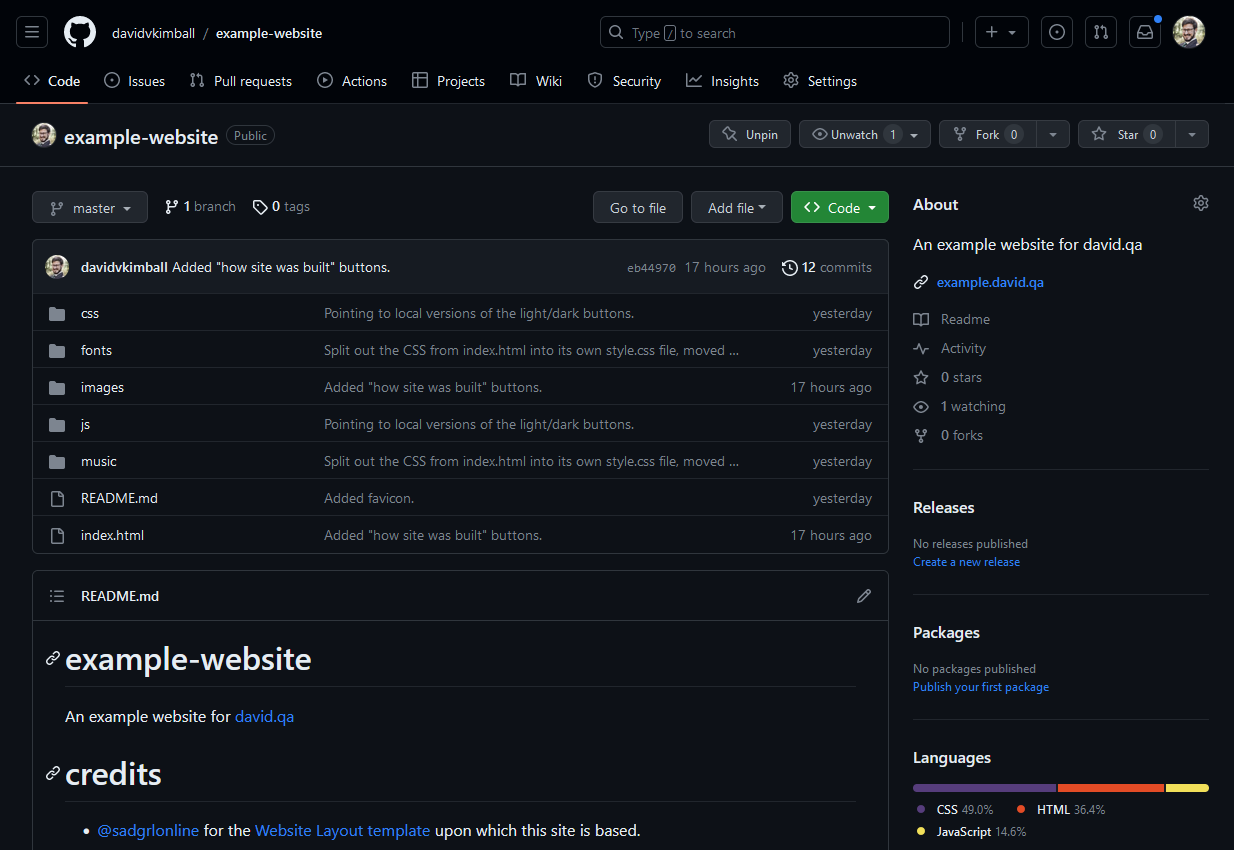 davidvkimball / example-website
Type / to search
Code Issues Pull requests Actions Projects Wiki Security Insights Settings
example-website Public
Unpin Unwatch 1 Fork 0 Star 0
master 1 branch 0 tags Go to file Add file Code
davidvkimball Added "how site was built" buttons. eb44970 17 hours ago 12 commits
css Pointing to local versions of the light/dark buttons. yesterday
fonts Split out the CSS from index.html into its own style.css file, moved ... yesterday
images Added "how site was built" buttons. 17 hours ago
js Pointing to local versions of the light/dark buttons. yesterday
music Split out the CSS from index.html into its own style.css file, moved ... yesterday
README.md Added favicon. yesterday
index.html Added "how site was built" buttons. 17 hours ago
README.md
example-website
An example website for david.qa
credits
• @sadgrlonline for the Website Layout template upon which this site is based.
About
An example website for david.qa
example.david.qa
Readme
Activity
0 stars
1 watching
0 forks
Releases
No releases published
Create a new release
Packages
No packages published
Publish your first package
Languages
CSS 49.0% HTML 36.4%
JavaScript 14.6%